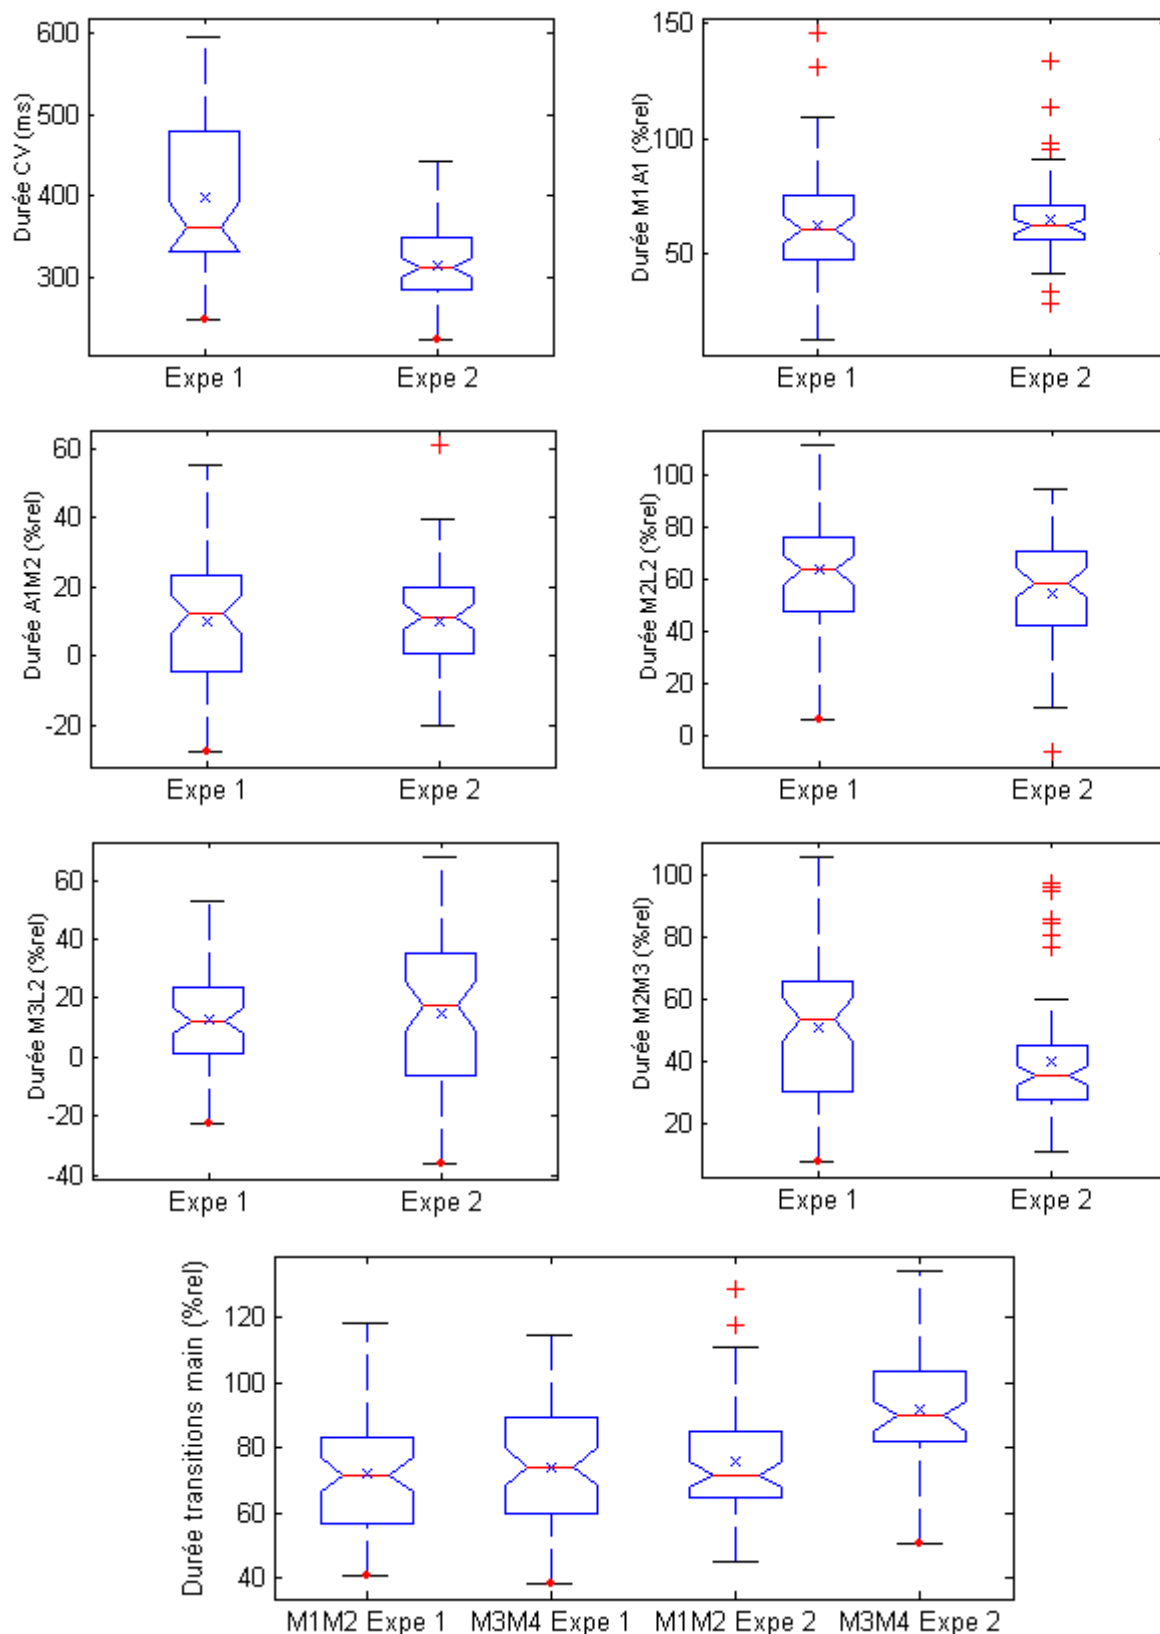 600
500
400
300
Durée CV (ms)
Expe 1 Expe 2
150
100
50
Durée M1A1 (%rel)
Expe 1 Expe 2
60
40
20
0
-20
Durée A1M2 (%rel)
Expe 1 Expe 2
100
80
60
40
20
0
Durée M2L2 (%rel)
Expe 1 Expe 2
60
40
20
0
-20
-40
Durée M3L2 (%rel)
Expe 1 Expe 2
100
80
60
40
20
Durée M2M3 (%rel)
Expe 1 Expe 2
120
100
80
60
40
Durée transitions main (%rel)
M1M2 Expe 1 M3M4 Expe 1 M1M2 Expe 2 M3M4 Expe 2